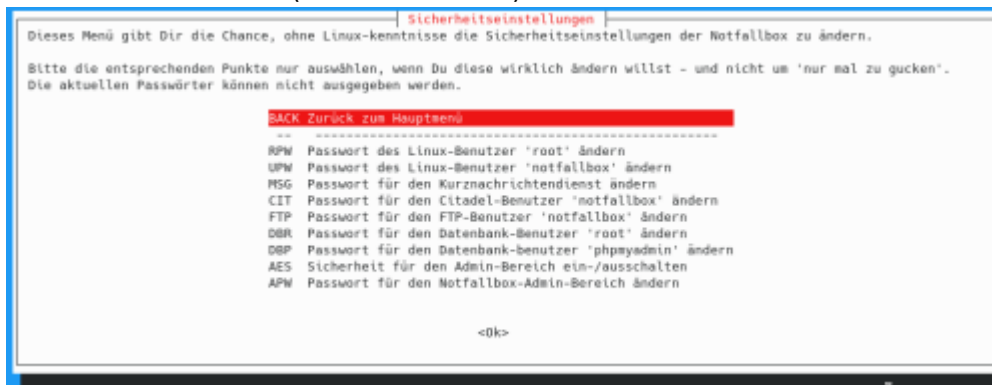 Sicherheitseinstellungen
Dieses Menü gibt Dir die Chance, ohne Linux-kenntnisse die Sicherheitseinstellungen der Notfallbox zu ändern.
Bitte die entsprechenden Punkte nur auswählen, wenn Du diese wirklich ändern willst - und nicht um 'nur mal zu gucken'.
Die aktuellen Passwörter können nicht ausgegeben werden.
BACK Zurück zum Hauptmenü
-- ----------------------------------------------------
RPW Passwort des Linux-Benutzer 'root' ändern
UPW Passwort des Linux-Benutzer 'notfallbox' ändern
MSG Passwort für den Kurznachrichtendienst ändern
CIT Passwort für den Citadel-Benutzer 'notfallbox' ändern
FTP Passwort für den FTP-Benutzer 'notfallbox' ändern
DBR Passwort für den Datenbank-Benutzer 'root' ändern
DBP Passwort für den Datenbank-benutzer 'phpmyadmin' ändern
AES Sicherheit für den Admin-Bereich ein-/ausschalten
APW Passwort für den Notfallbox-Admin-Bereich ändern
<Ok>